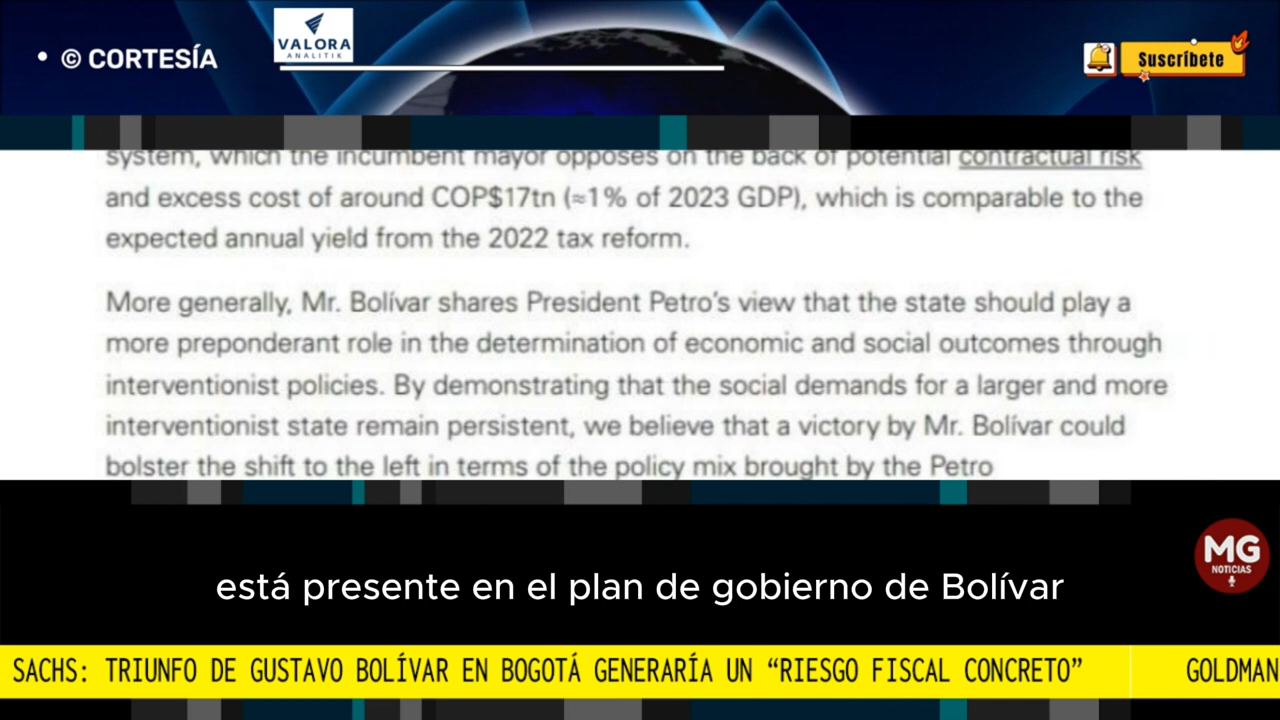 • © CORTESÍA
VALORA
ANALITIK
Suscríbete
system, which the incumbent mayor opposes on the back of potential contractual risk
and excess cost of around COP$17tn (≈1% of 2023 GDP), which is comparable to the
expected annual yield from the 2022 tax reform.
More generally, Mr. Bolívar shares President Petro's view that the state should play a
more preponderant role in the determination of economic and social outcomes through
interventionist policies. By demonstrating that the social demands for a larger and more
interventionist state remain persistent, we believe that a victory by Mr. Bolívar could
bolster the shift to the left in terms of the policy mix brought by the Petro
MG
NOTICIAS
está presente en el plan de gobierno de Bolívar
SACHS: TRIUNFO DE GUSTAVO BOLÍVAR EN BOGOTÁ GENERARÍA UN “RIESGO FISCAL CONCRETO” GOLDMAN